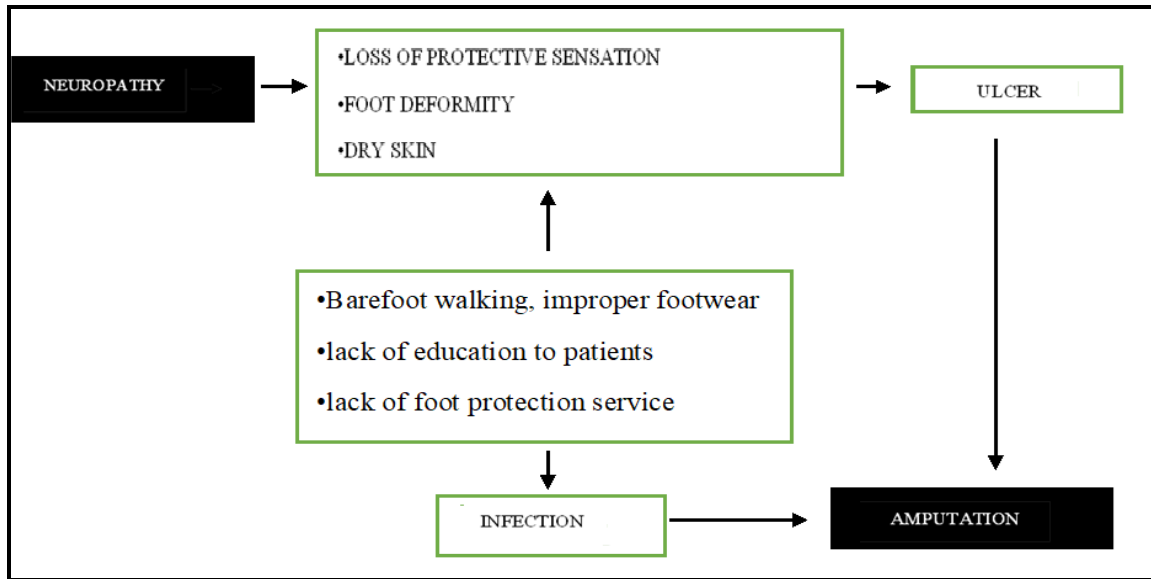 NEUROPATHY
•LOSS OF PROTECTIVE SENSATION
•FOOT DEFORMITY
•DRY SKIN
ULCER
•Barefoot walking, improper footwear
•lack of education to patients
•lack of foot protection service
INFECTION
AMPUTATION